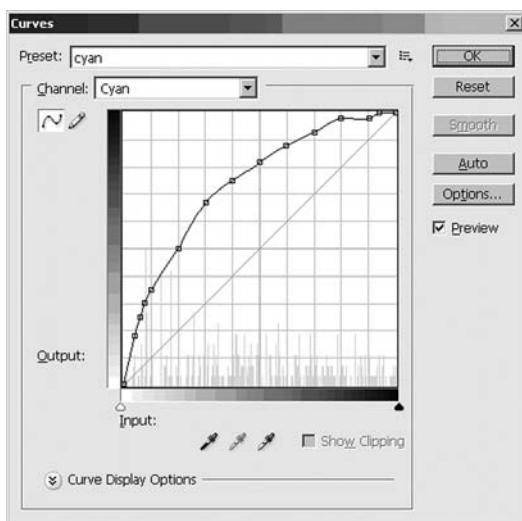 Curves
Preset: cyan
OK
Channel: Cyan
Reset
Smooth
Auto
Options...
Preview
Output:
Input:
Show Clipping
Curve Display Options